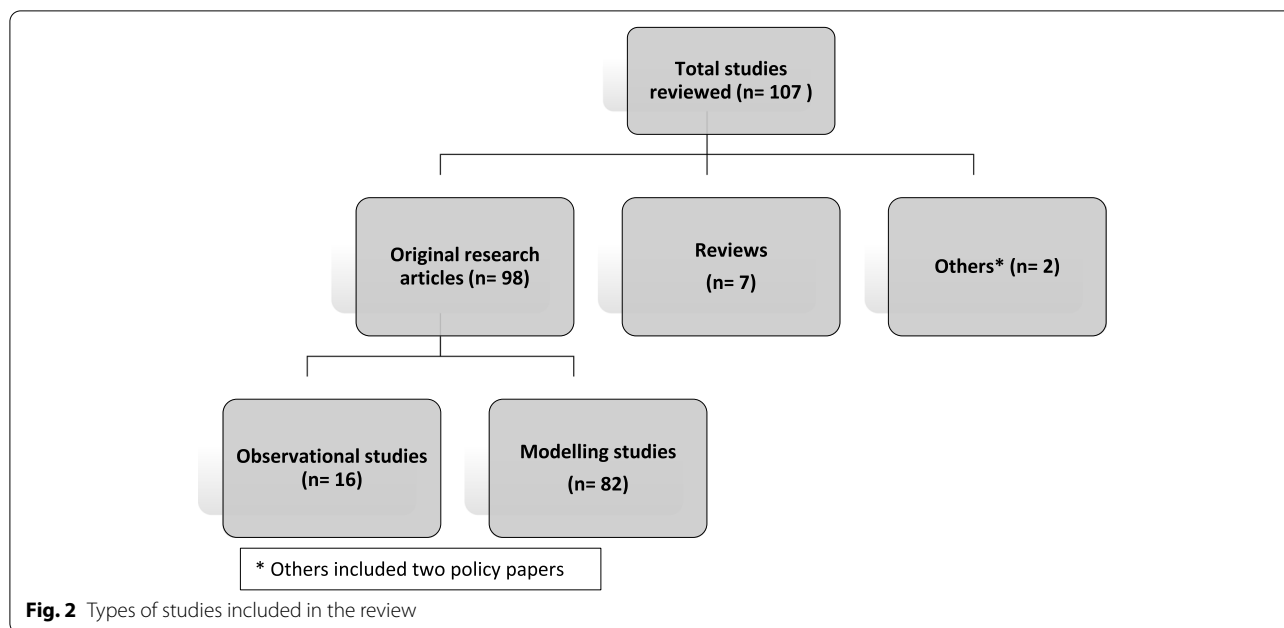 Total studies
reviewed (n= 107 )
Original research
articles (n= 98)
Reviews
(n= 7)
Others* (n= 2)
Observational studies
(n= 16)
Modelling studies
(n= 82)
* Others included two policy papers
Fig. 2 Types of studies included in the review